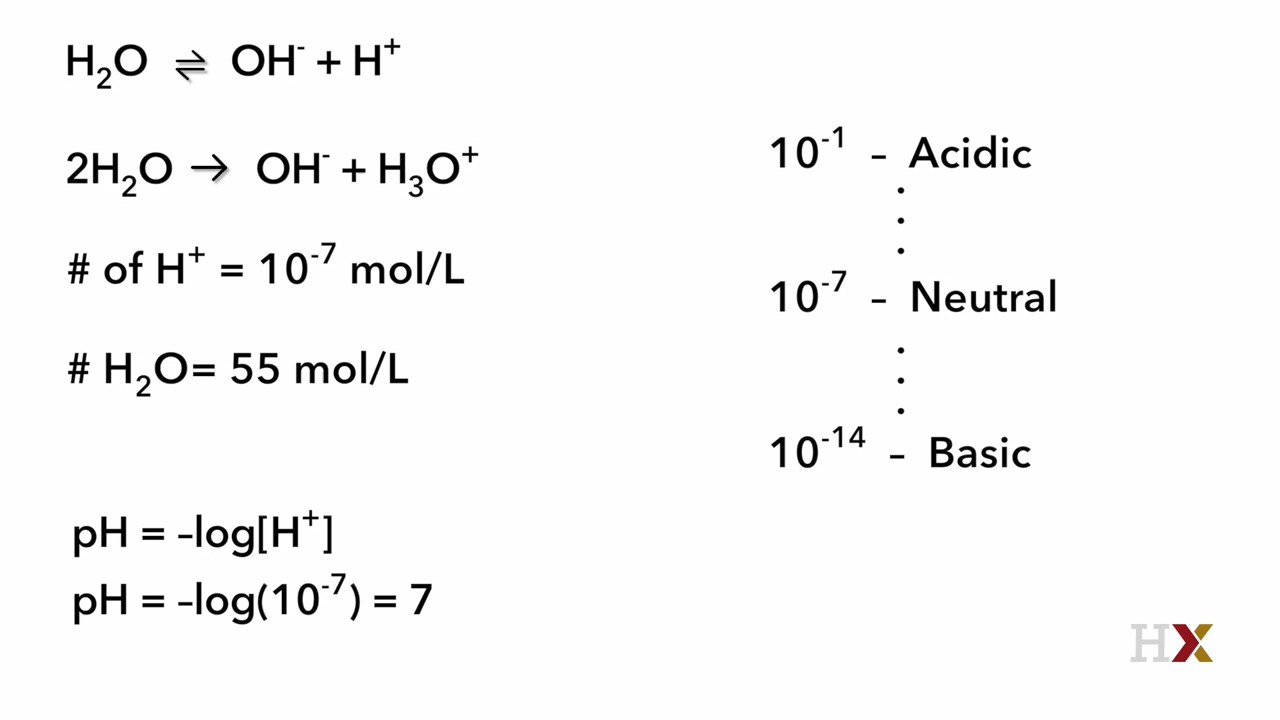 H₂O ⇌ OH⁻ + H⁺
2H₂O → OH⁻ + H₃O⁺
# of H⁺ = 10⁻⁷ mol/L
# H₂O= 55 mol/L
pH = –log[H⁺]
pH = –log(10⁻⁷) = 7
10⁻¹ – Acidic
.
.
.
10⁻⁷ – Neutral
.
.
.
10⁻¹⁴ – Basic
HX